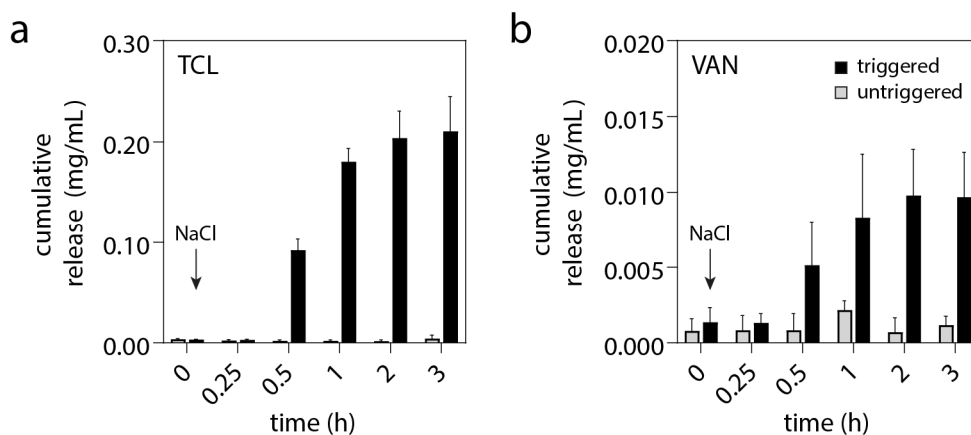 a
TCL
cumulative
release (mg/mL)
0.30
0.20
0.10
0.00
NaCl
0
0.25
0.5
1
2
3
time (h)
b
VAN
triggered
untriggered
cumulative
release (mg/mL)
0.020
0.015
0.010
0.005
0.000
NaCl
0
0.25
0.5
1
2
3
time (h)